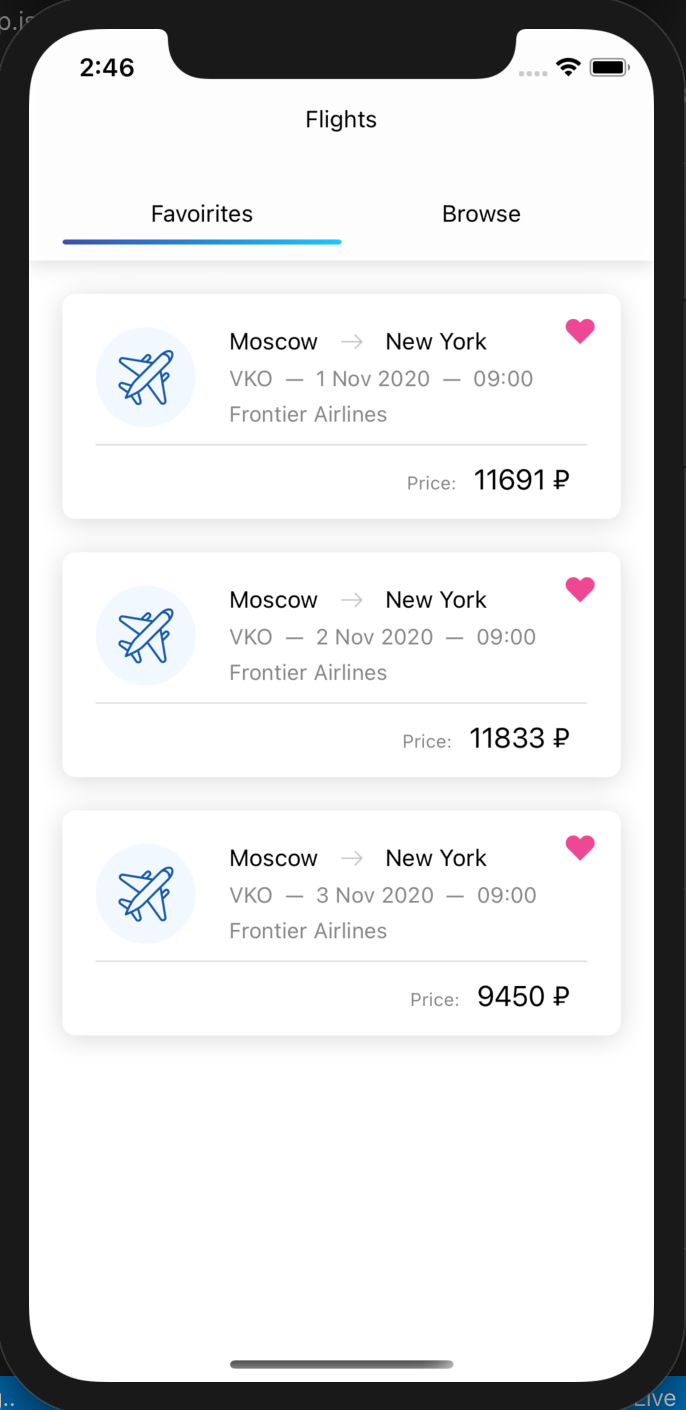 2:46
Flights
Favoirites Browse
Moscow → New York
VKO — 1 Nov 2020 — 09:00
Frontier Airlines
Price: 11691 ₽
Moscow → New York
VKO — 2 Nov 2020 — 09:00
Frontier Airlines
Price: 11833 ₽
Moscow → New York
VKO — 3 Nov 2020 — 09:00
Frontier Airlines
Price: 9450 ₽
Live